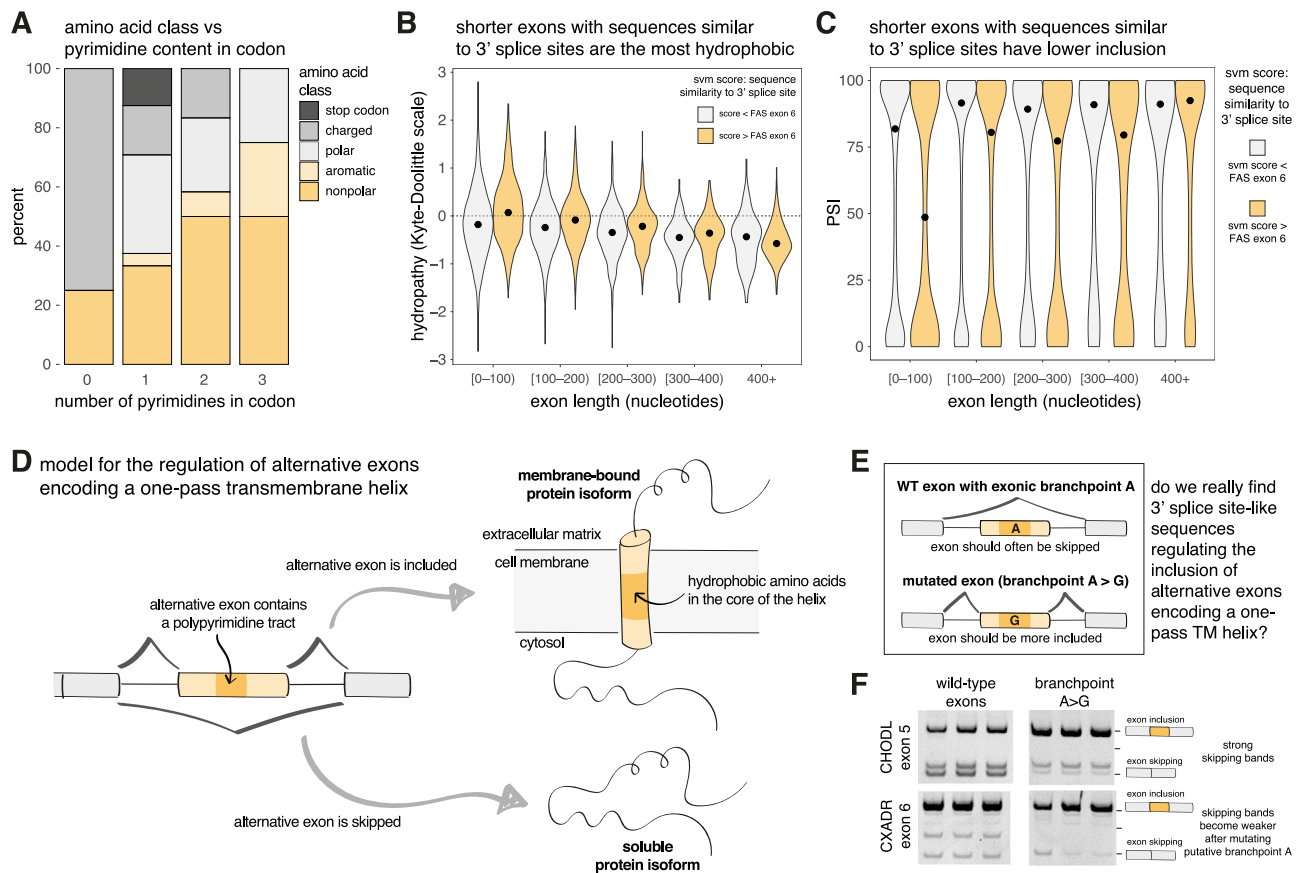 A
amino acid class vs
pyrimidine content in codon
100
80
60
40
20
0
percent
0
1
2
3
number of pyrimidines in codon
amino acid
class
stop codon
charged
polar
aromatic
nonpolar
B
shorter exons with sequences similar
to 3’ splice sites are the most hydrophobic
hydropathy (Kyte-Doolittle scale)
3
2
1
0
−1
−2
−3
svm score: sequence
similarity to 3’ splice site
score < FAS exon 6
score > FAS exon 6
[0–100)
[100–200)
[200–300)
[300–400)
400+
exon length (nucleotides)
C
shorter exons with sequences similar
to 3’ splice sites have lower inclusion
PSI
100
75
50
25
0
[0–100)
[100–200)
[200–300)
[300–400)
400+
exon length (nucleotides)
svm score:
sequence
similarity to
3’ splice site
svm score <
FAS exon 6
svm score >
FAS exon 6
D
model for the regulation of alternative exons
encoding a one-pass transmembrane helix
alternative exon contains
a polypyrimidine tract
alternative exon is included
alternative exon is skipped
membrane-bound
protein isoform
extracellular matrix
cell membrane
cytosol
hydrophobic amino acids
in the core of the helix
soluble
protein isoform
E
WT exon with exonic branchpoint A
A
exon should often be skipped
mutated exon (branchpoint A > G)
G
exon should be more included
do we really find
3’ splice site-like
sequences
regulating the
inclusion of
alternative exons
encoding a one-
pass TM helix?
F
wild-type
exons
branchpoint
A>G
CHODL
exon 5
exon inclusion
exon skipping
strong
skipping bands
CXADR
exon 6
exon inclusion
exon skipping
skipping bands
become weaker
after mutating
putative branchpoint A